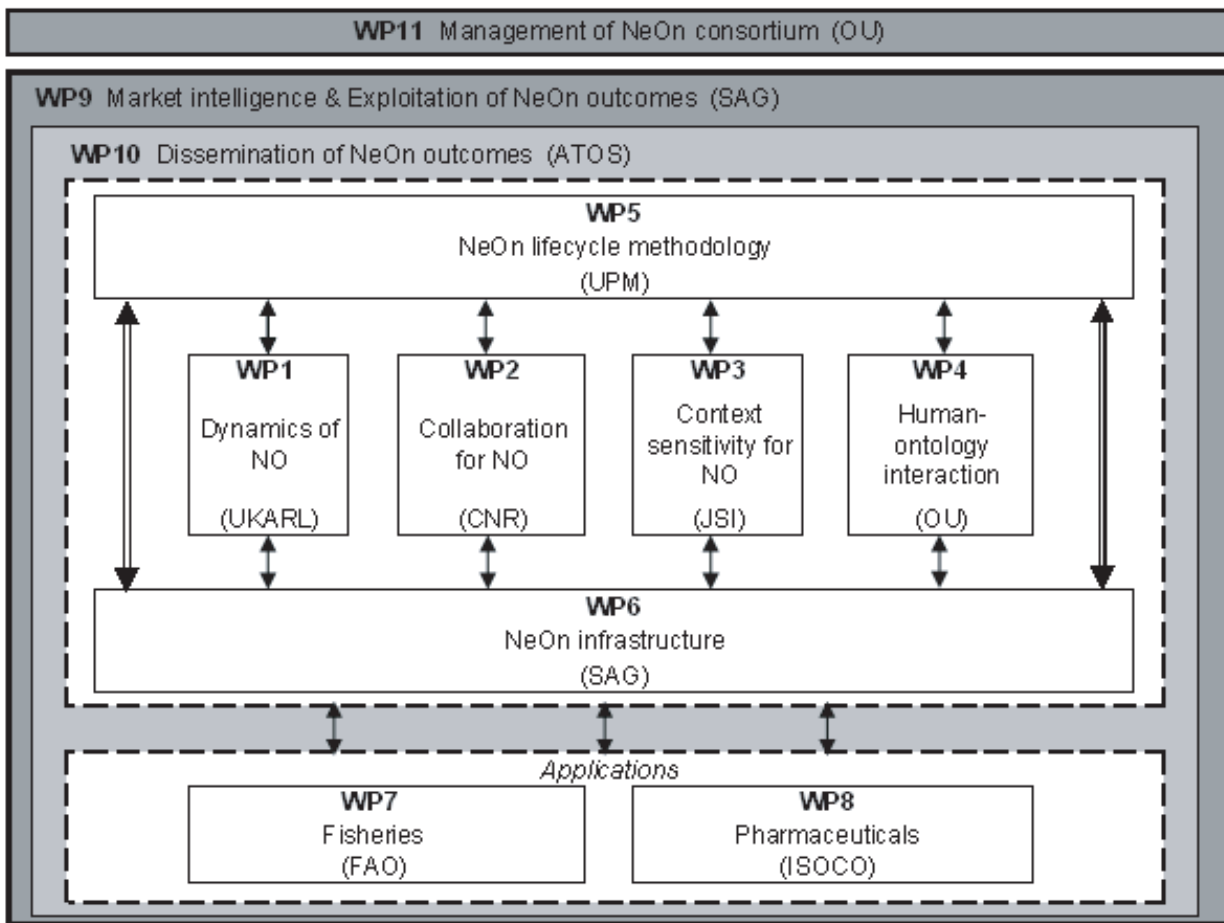 WP11 Management of NeOn consortium (OU)
WP9 Market intelligence & Exploitation of NeOn outcomes (SAG)
WP10 Dissemination of NeOn outcomes (ATOS)
WP5
NeOn lifecycle methodology
(UPM)
WP1
Dynamics of
NO
(UKARL)
WP2
Collaboration
for NO
(CNR)
WP3
Context
sensitivity for
NO
(JSI)
WP4
Human-
ontology
interaction
(OU)
WP6
NeOn infrastructure
(SAG)
Applications
WP7
Fisheries
(FAO)
WP8
Pharmaceuticals
(ISOCO)